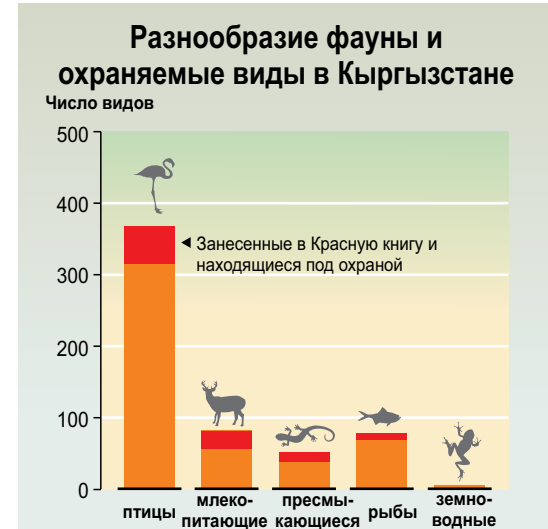 Разнообразие фауны и
охраняемые виды в Кыргызстане
Число видов
500
400
Занесенные в Красную книгу и
находящиеся под охраной
300
200
100
0
птицы
млеко-
питающие
пресмы-
кающиеся
рыбы
земно-
водные